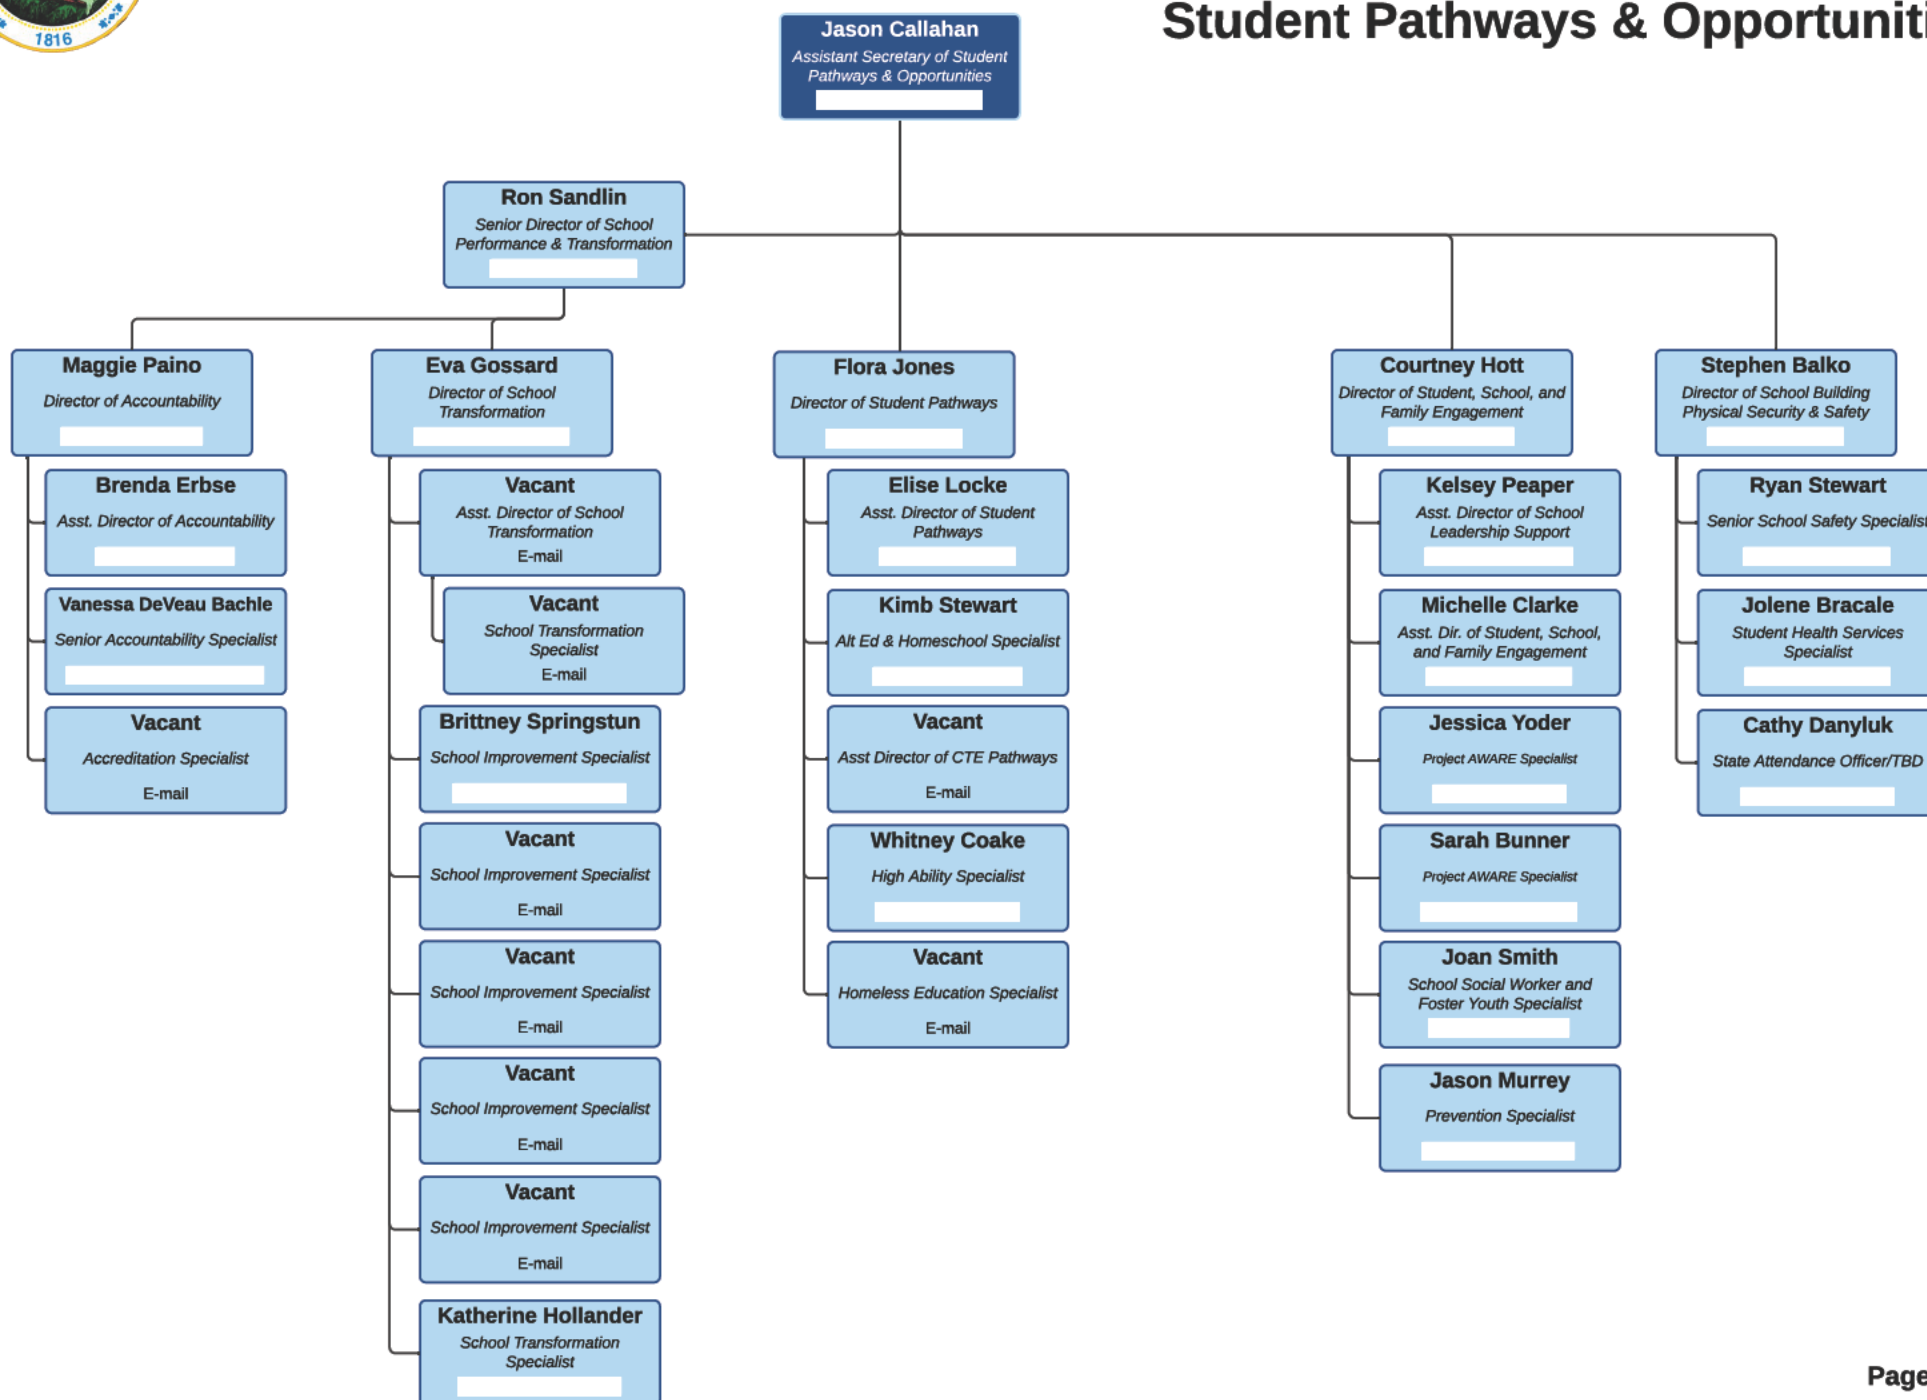 1816
Student Pathways &
Jason Callahan
Assistant Secretary of Student
Pathways & Opportunities
Ron Sandlin
Senior Director of School
Performance & Transformation
Maggie Paino
Director of Accountability
Brenda Erbse
Asst. Director of Accountability
Vanessa DeVeau Bachle
Senior Accountability Specialist
Vacant
Accreditation Specialist
E-mail
Eva Gossard
Director of School
Transformation
Vacant
Asst. Director of School
Transformation
E-mail
Vacant
School Transformation
Specialist
E-mail
Brittney Springstun
School Improvement Specialist
Vacant
School Improvement Specialist
E-mail
Vacant
School Improvement Specialist
E-mail
Vacant
School Improvement Specialist
E-mail
Vacant
School Improvement Specialist
E-mail
Katherine Hollander
School Transformation
Specialist
Flora Jones
Director of Student Pathways
Elise Locke
Asst. Director of Student
Pathways
Kimb Stewart
Alt Ed & Homeschool Specialist
Vacant
Asst Director of CTE Pathways
E-mail
Whitney Coake
High Ability Specialist
Vacant
Homeless Education Specialist
E-mail
Courtney Hott
Director of Student, School, and
Family Engagement
Kelsey Peaper
Asst. Director of School
Leadership Support
Michelle Clarke
Asst. Dir. of Student, School,
and Family Engagement
Jessica Yoder
Project AWARE Specialist
Sarah Bunner
Project AWARE Specialist
Joan Smith
School Social Worker and
Foster Youth Specialist
Jason Murrey
Prevention Specialist
Stephen Balko
Director of School Building
Physical Security & Safety
Ryan Stewart
Senior School Safety Specialist
Jolene Bracale
Student Health Services
Specialist
Cathy Danyluk
State Attendance Officer/TBD
Page